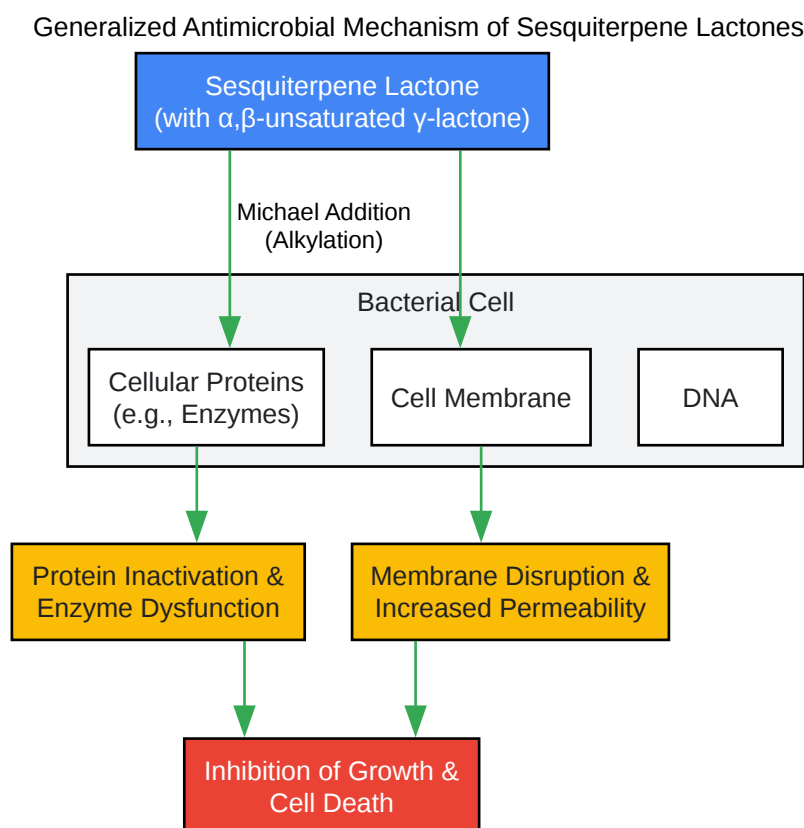 Generalized Antimicrobial Mechanism of Sesquiterpene Lactones
Sesquiterpene Lactone
(with α,β-unsaturated γ-lactone)
Michael Addition
(Alkylation)
Bacterial Cell
Cellular Proteins
(e.g., Enzymes)
Cell Membrane
DNA
Protein Inactivation &
Enzyme Dysfunction
Membrane Disruption &
Increased Permeability
Inhibition of Growth &
Cell Death